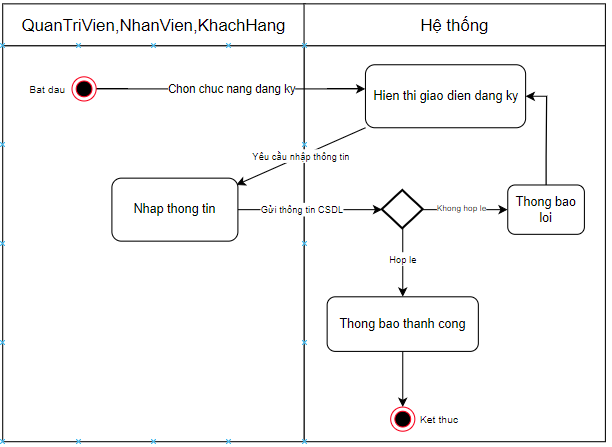 QuanTriVien,NhanVien,KhachHang
Hệ thống
Bat dau
Chon chuc nang dang ky
Hien thi giao dien dang ky
Yêu cầu nhập thông tin
Nhap thong tin
Gửi thông tin CSDL
Khong hop le
Thong bao
loi
Hop le
Thong bao thanh cong
Ket thuc